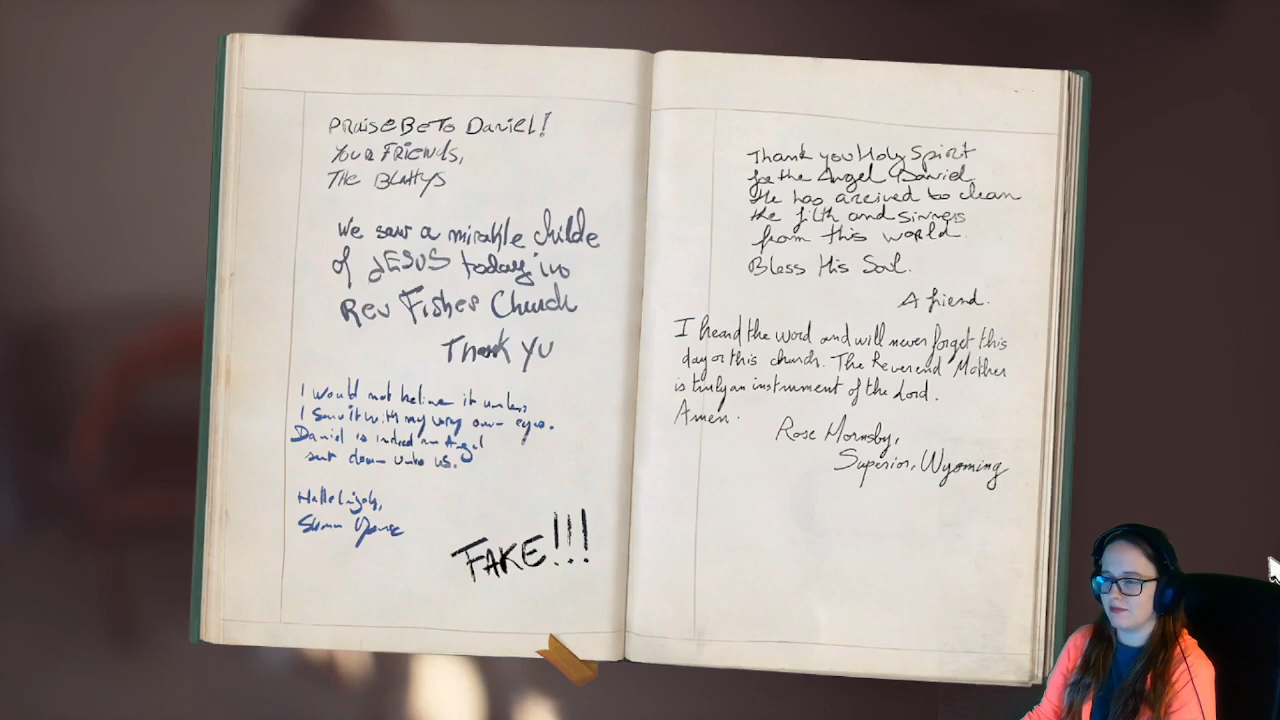 Praise Be To Daniel!
Your Friends,
The Blattys
We saw a mirakle childe
of JESUS today in
Rev Fisher Church
Thank Yu
I would not believe it unless
I saw it with my very own eyes.
Daniel is indeed an Angel
sent down unto us.
Hallelujah,
FAKE!!!
Thank you Holy Spirit
for the Angel Daniel
He has arrived to clean
the filth and sinners
from this world.
Bless His Soul.
A friend.
I heard the word and will never forget this
day or this church. The Reverend Mother
is truly an instrument of the Lord.
Amen.
Rose Mornsby,
Superior, Wyoming